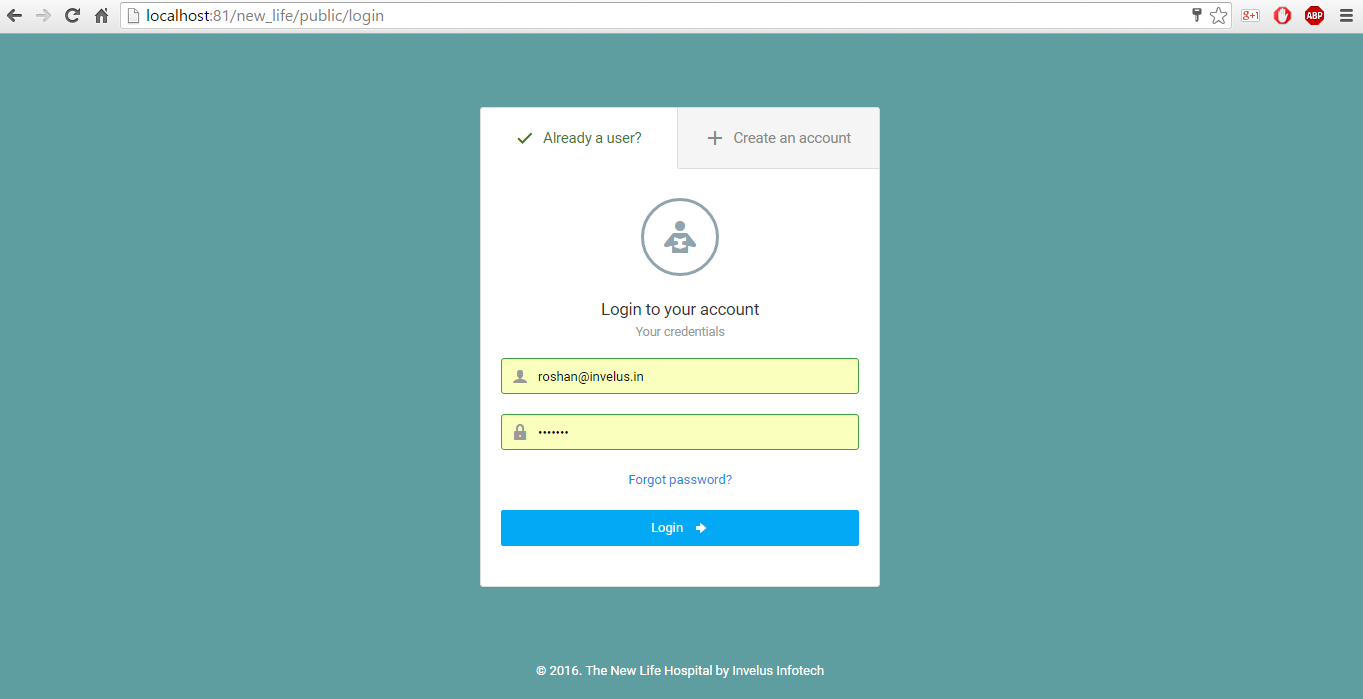 localhost:81/new_life/public/login
g+1
ABP
Already a user?
Create an account
Login to your account
Your credentials
roshan@invelus.in
•••••••
Forgot password?
Login
© 2016. The New Life Hospital by Invelus Infotech